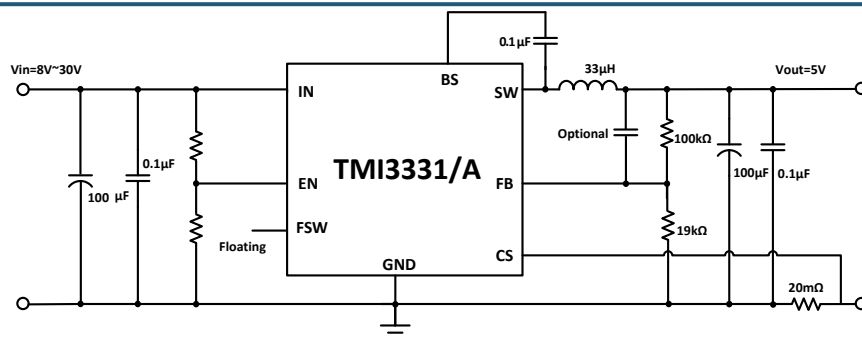 0.1µF
Vin=8V~30V
33µH
Vout=5V
BS
IN
SW
Optional
100kΩ
0.1µF
TMI3331/A
100 µF
EN
FB
100µF
0.1µF
FSW
19kΩ
Floating
CS
GND
20mΩ